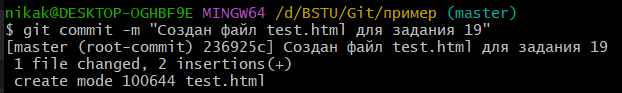 nikak@DESKTOP-OGHBF9E MINGW64 /d/BSTU/Git/пример (master)
$ git commit -m "Создан файл test.html для задания 19"
[master (root-commit) 236925c] Создан файл test.html для задания 19
 1 file changed, 2 insertions(+)
 create mode 100644 test.html